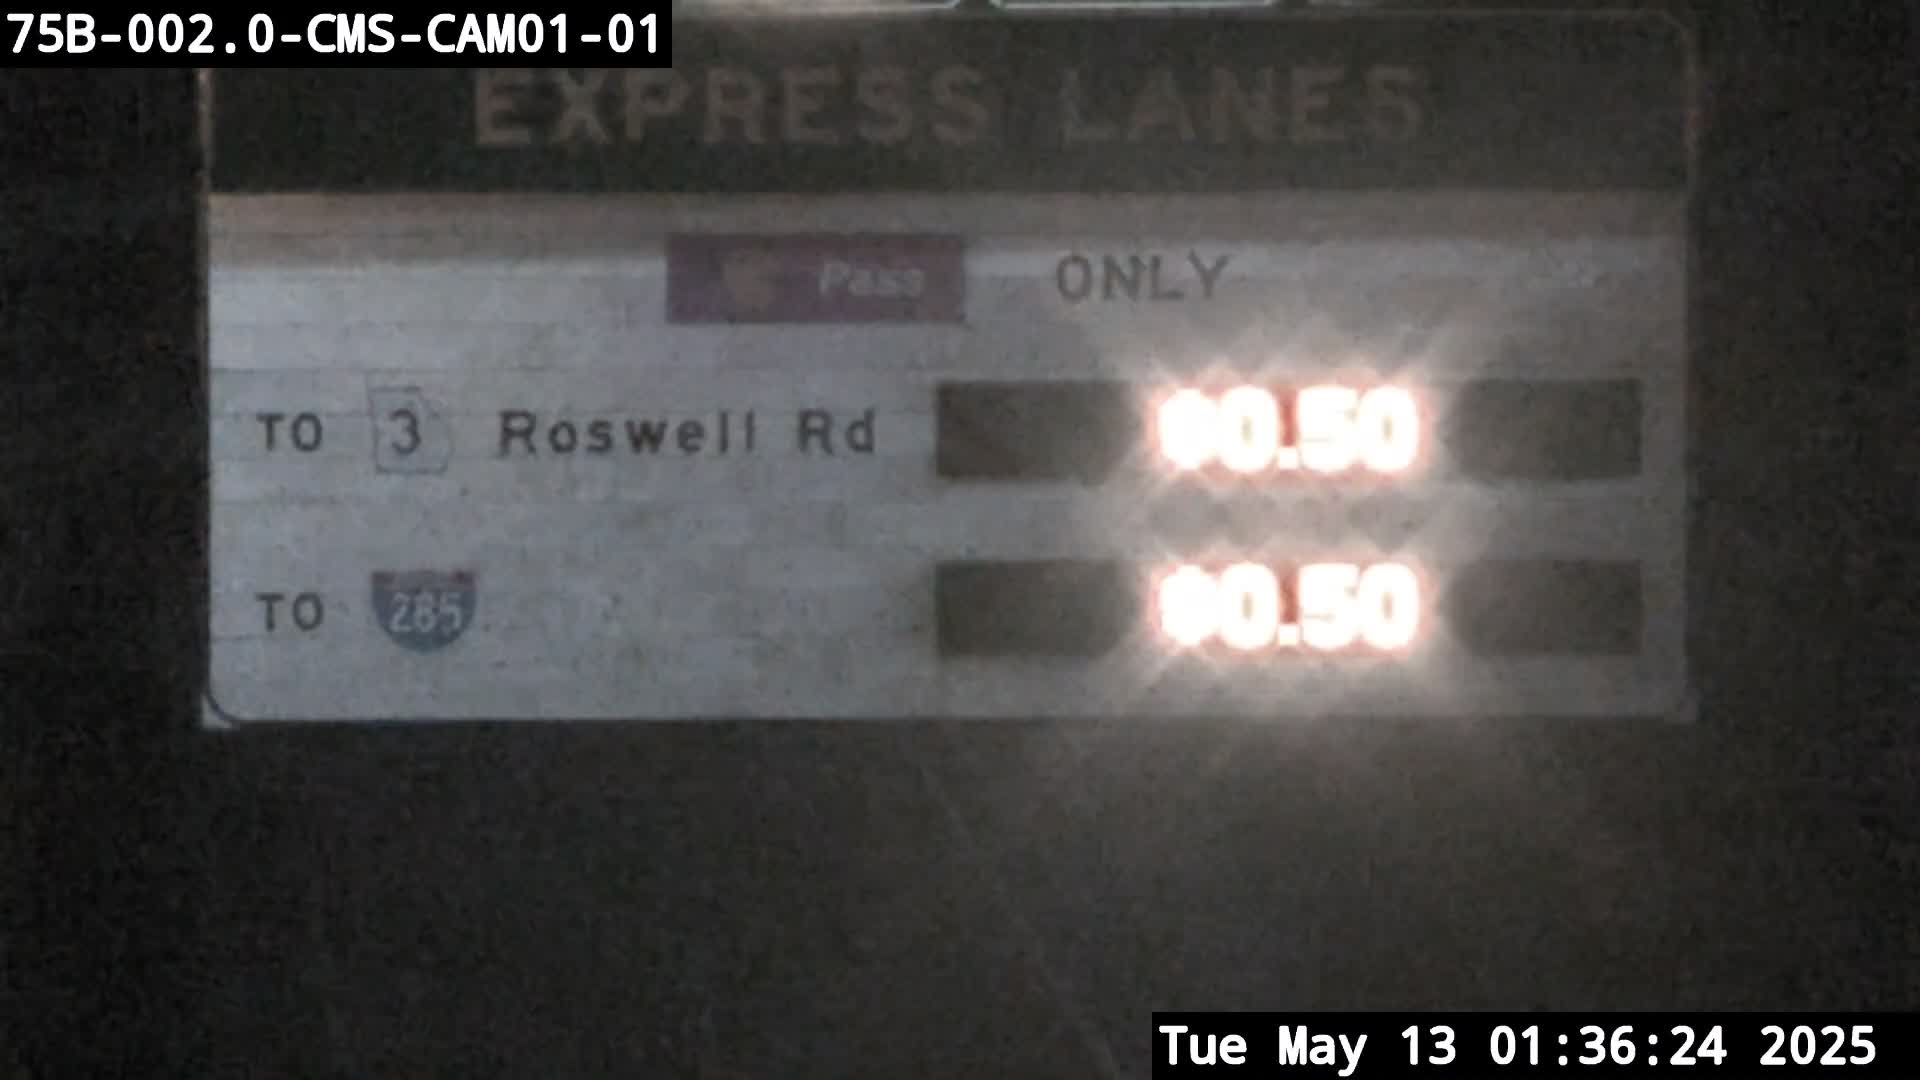 75B-002.0-CMS-CAM01-01
EXPRESS LANES
Pass ONLY
TO 3 Roswell Rd $0.50
TO 285 $0.50
Tue May 13 01:36:24 2025